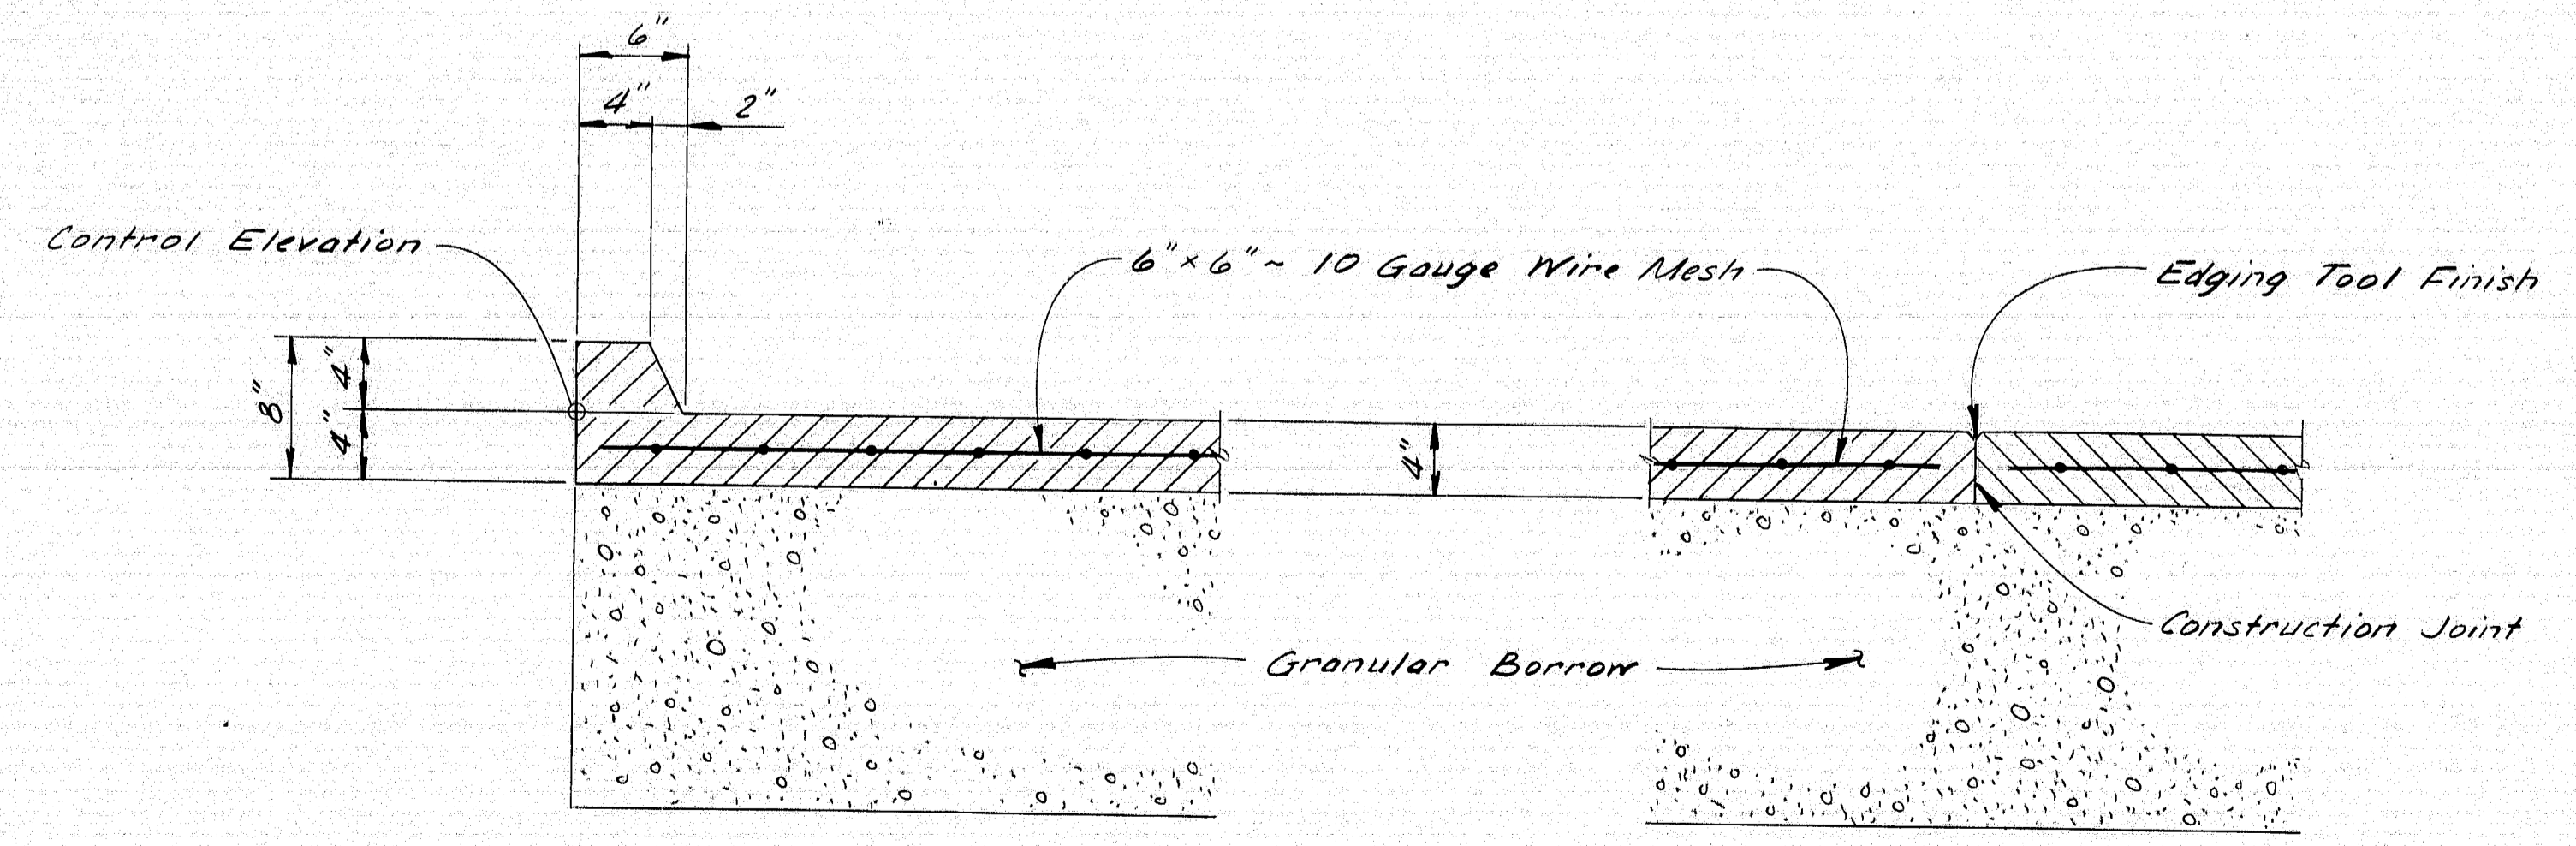 6"
4" 2"
Control Elevation
6" x 6" ~ 10 Gauge Wire Mesh
Edging Tool Finish
8"
4"
4"
4"
Construction Joint
Granular Borrow